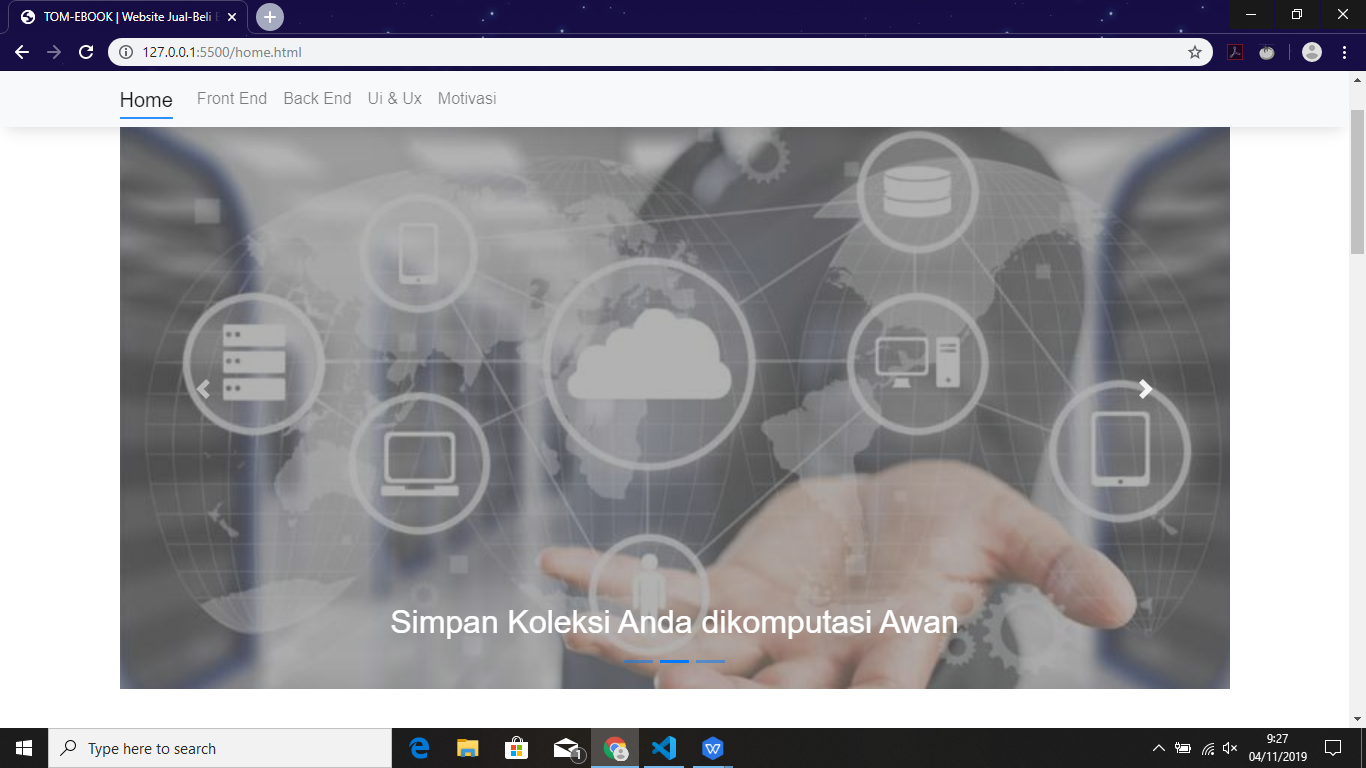 TOM-EBOOK | Website Jual-Beli
127.0.0.1:5500/home.html
Home Front End Back End Ui & Ux Motivasi
Simpan Koleksi Anda dikomputasi Awan
Type here to search
1
9:27
04/11/2019